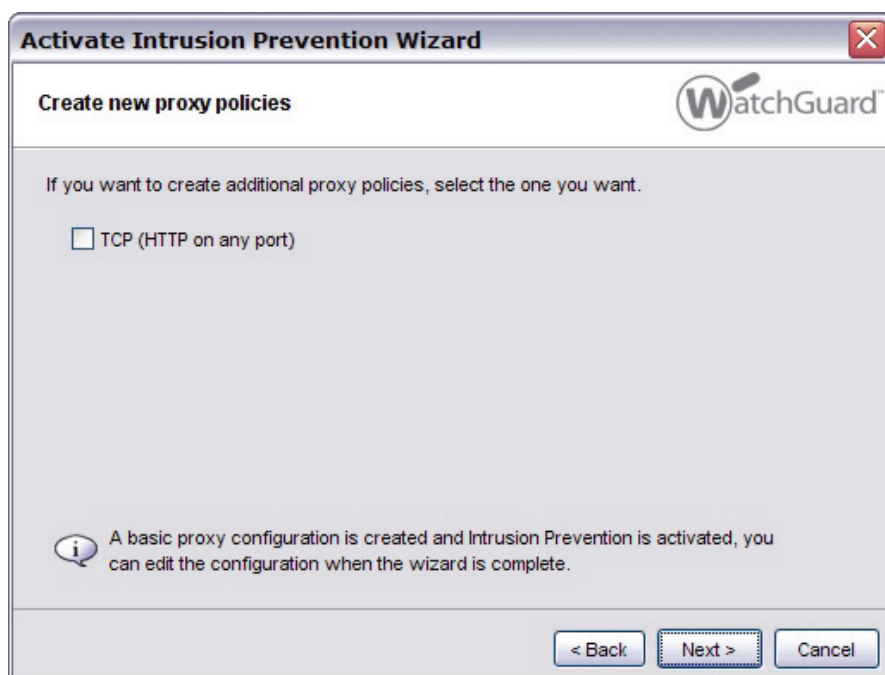 Activate Intrusion Prevention Wizard
Create new proxy policies
WatchGuard™
If you want to create additional proxy policies, select the one you want.
TCP (HTTP on any port)
A basic proxy configuration is created and Intrusion Prevention is activated, you
can edit the configuration when the wizard is complete.
< Back
Next >
Cancel